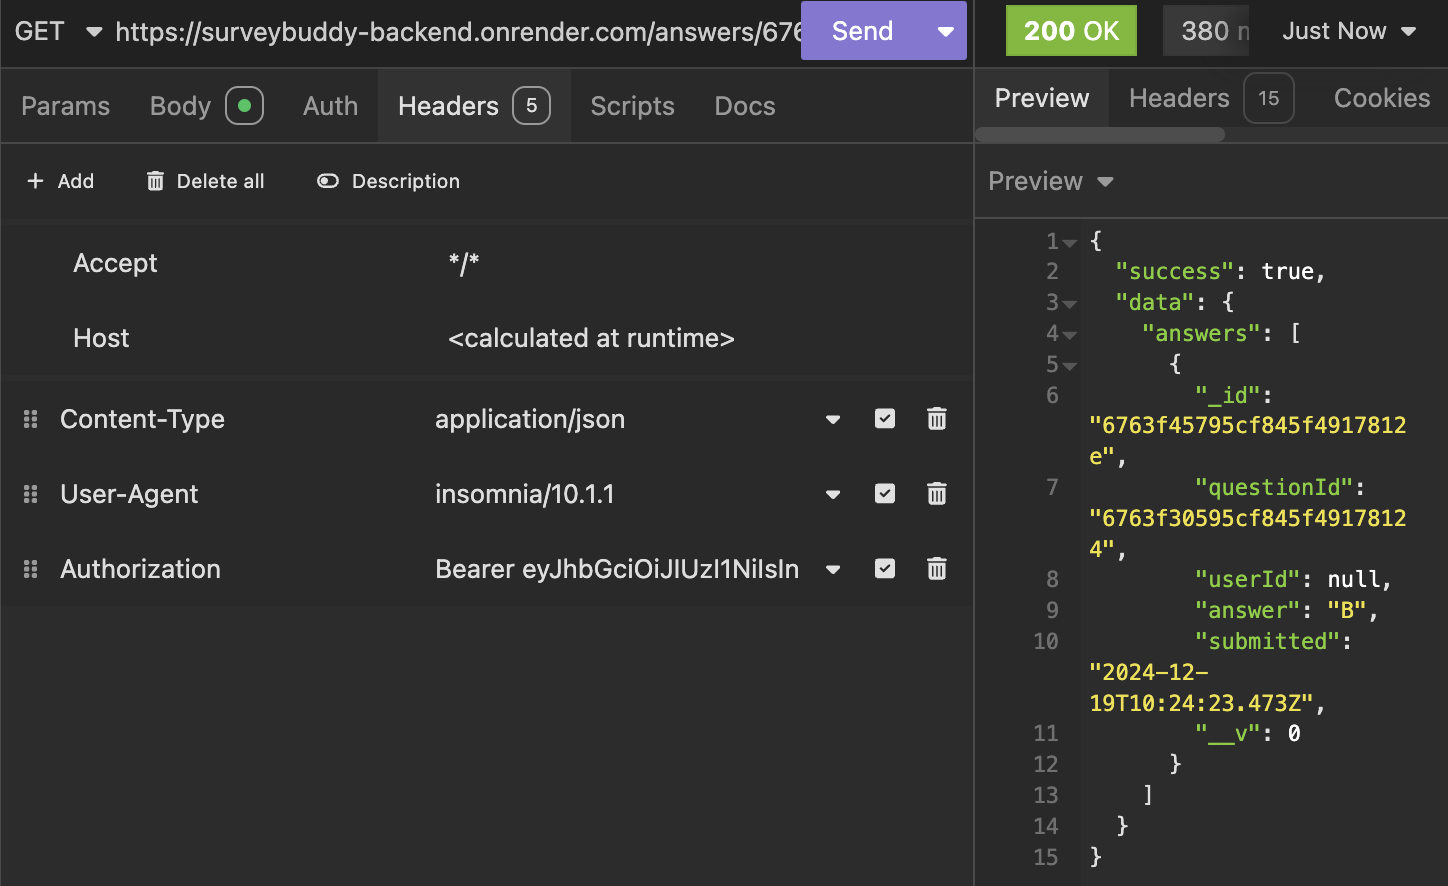 GET https://surveybuddy-backend.onrender.com/answers/676 Send
Params Body Auth Headers 5 Scripts Docs
+ Add Delete all Description
Accept */*
Host <calculated at runtime>
Content-Type application/json
User-Agent insomnia/10.1.1
Authorization Bearer eyJhbGciOiJIUzI1NiIsIn
200 OK 380 Just Now
Preview Headers 15 Cookies
Preview
1 {
2 "success": true,
3 "data": {
4 "answers": [
5 {
6 "_id":
"6763f45795cf845f4917812
e",
7 "questionId":
"6763f30595cf845f4917812
4",
8 "userId": null,
9 "answer": "B",
10 "submitted":
"2024-12-
19T10:24:23.473Z",
11 "__v": 0
12 }
13 ]
14 }
15 }